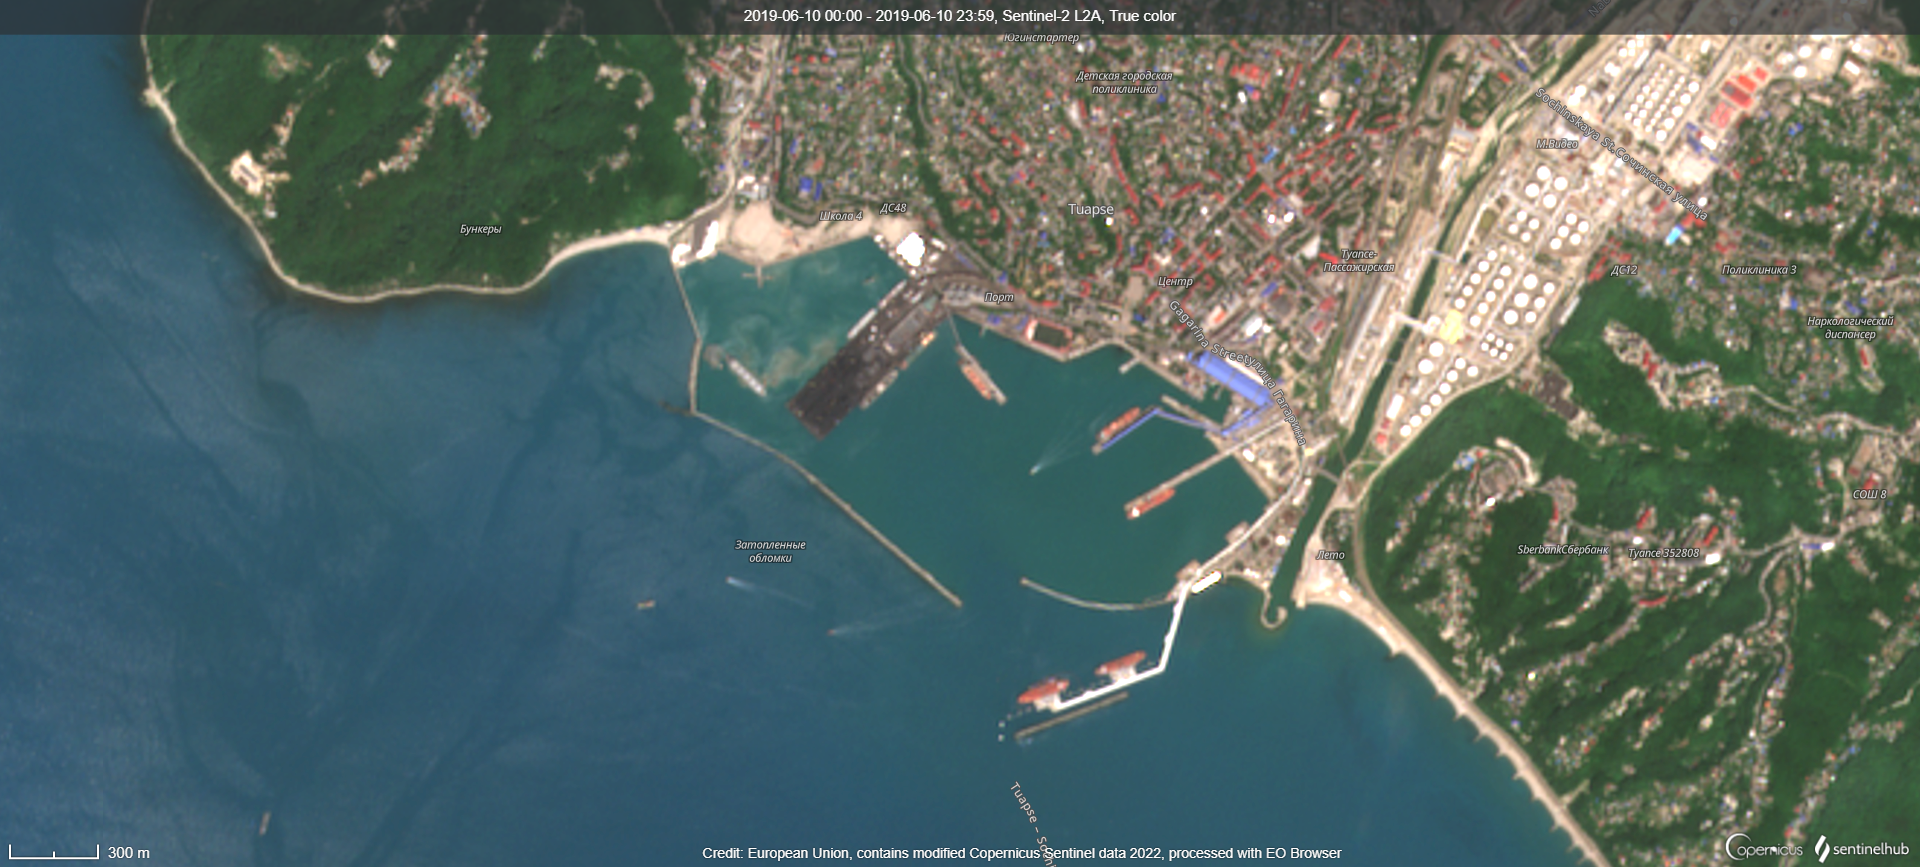 2019-06-10 00:00 - 2019-06-10 23:59, Sentinel-2 L2A, True color
Югинстартер
Детская городская
поликлиника
Sochinskaya St.Сочинская улица
М.Видео
Школа 4
ДС48
Tuapse
Бункеры
Туапсе-
Пассажирская
ДС12
Поликлиника 3
Центр
Порт
Gagarina Streetулица Гагарина
Наркологический
диспансер
СОШ 8
Затопленные
обломки
Лето
SberbankСбербанк
Туапсе 352808
Tuapse – Sochi
300 m
Credit: European Union, contains modified Copernicus Sentinel data 2022, processed with EO Browser
Copernicus
sentinelhub